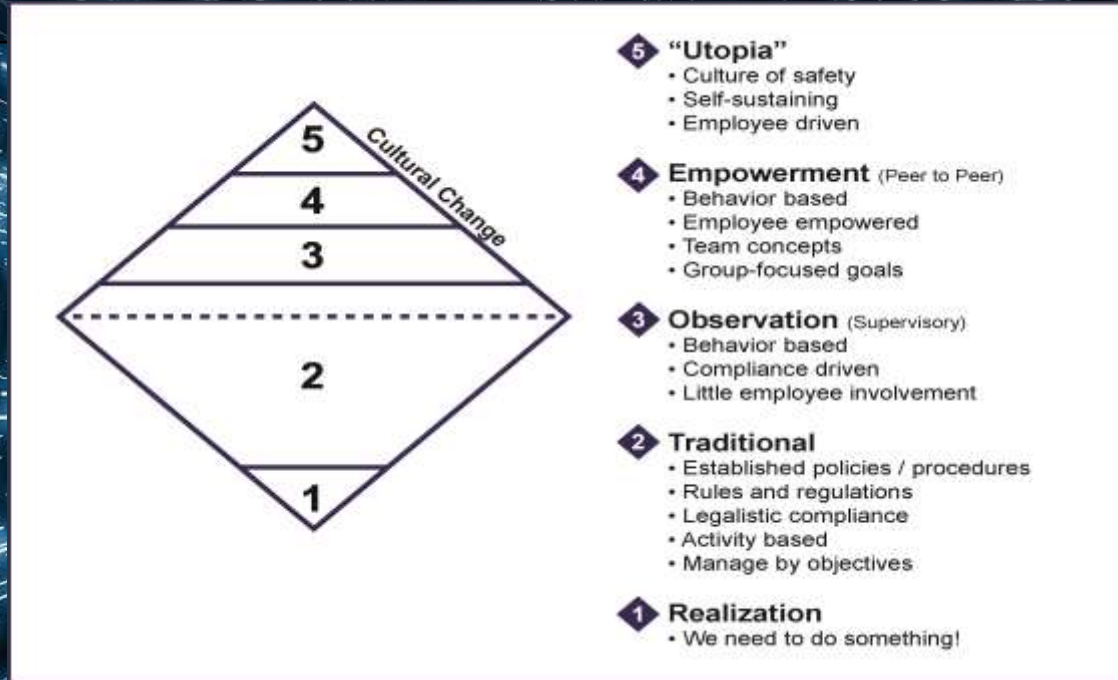 5
4
3
2
1
Cultural Change
5 “Utopia”
• Culture of safety
• Self-sustaining
• Employee driven
4 Empowerment (Peer to Peer)
• Behavior based
• Employee empowered
• Team concepts
• Group-focused goals
3 Observation (Supervisory)
• Behavior based
• Compliance driven
• Little employee involvement
2 Traditional
• Established policies / procedures
• Rules and regulations
• Legalistic compliance
• Activity based
• Manage by objectives
1 Realization
• We need to do something!